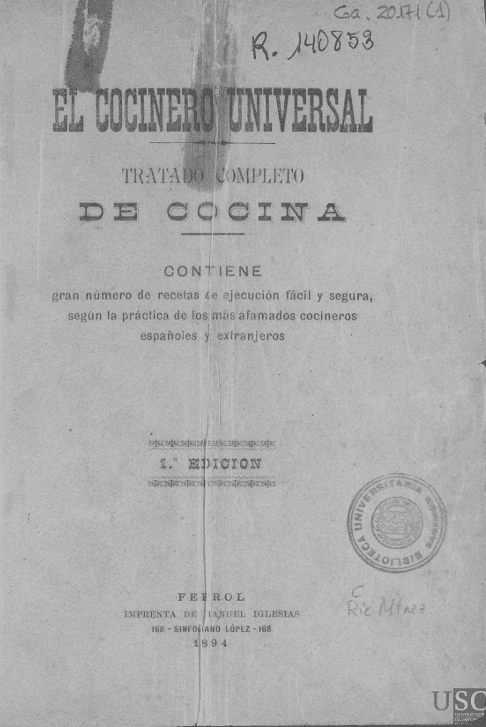 Ga. 20171(1)
R. 140853
EL COCINERO UNIVERSAL
TRATADO COMPLETO
DE COCINA
CONTIENE
gran número de recetas de ejecución fácil y segura,
según la práctica de los más afamados cocineros
españoles y extranjeros
1.ª EDICION
BIBLIOTECA UNIVERSITARIA
FERROL
IMPRENTA DE MANUEL IGLESIAS
168 - SINFORIANO LÓPEZ - 168
1894
USC